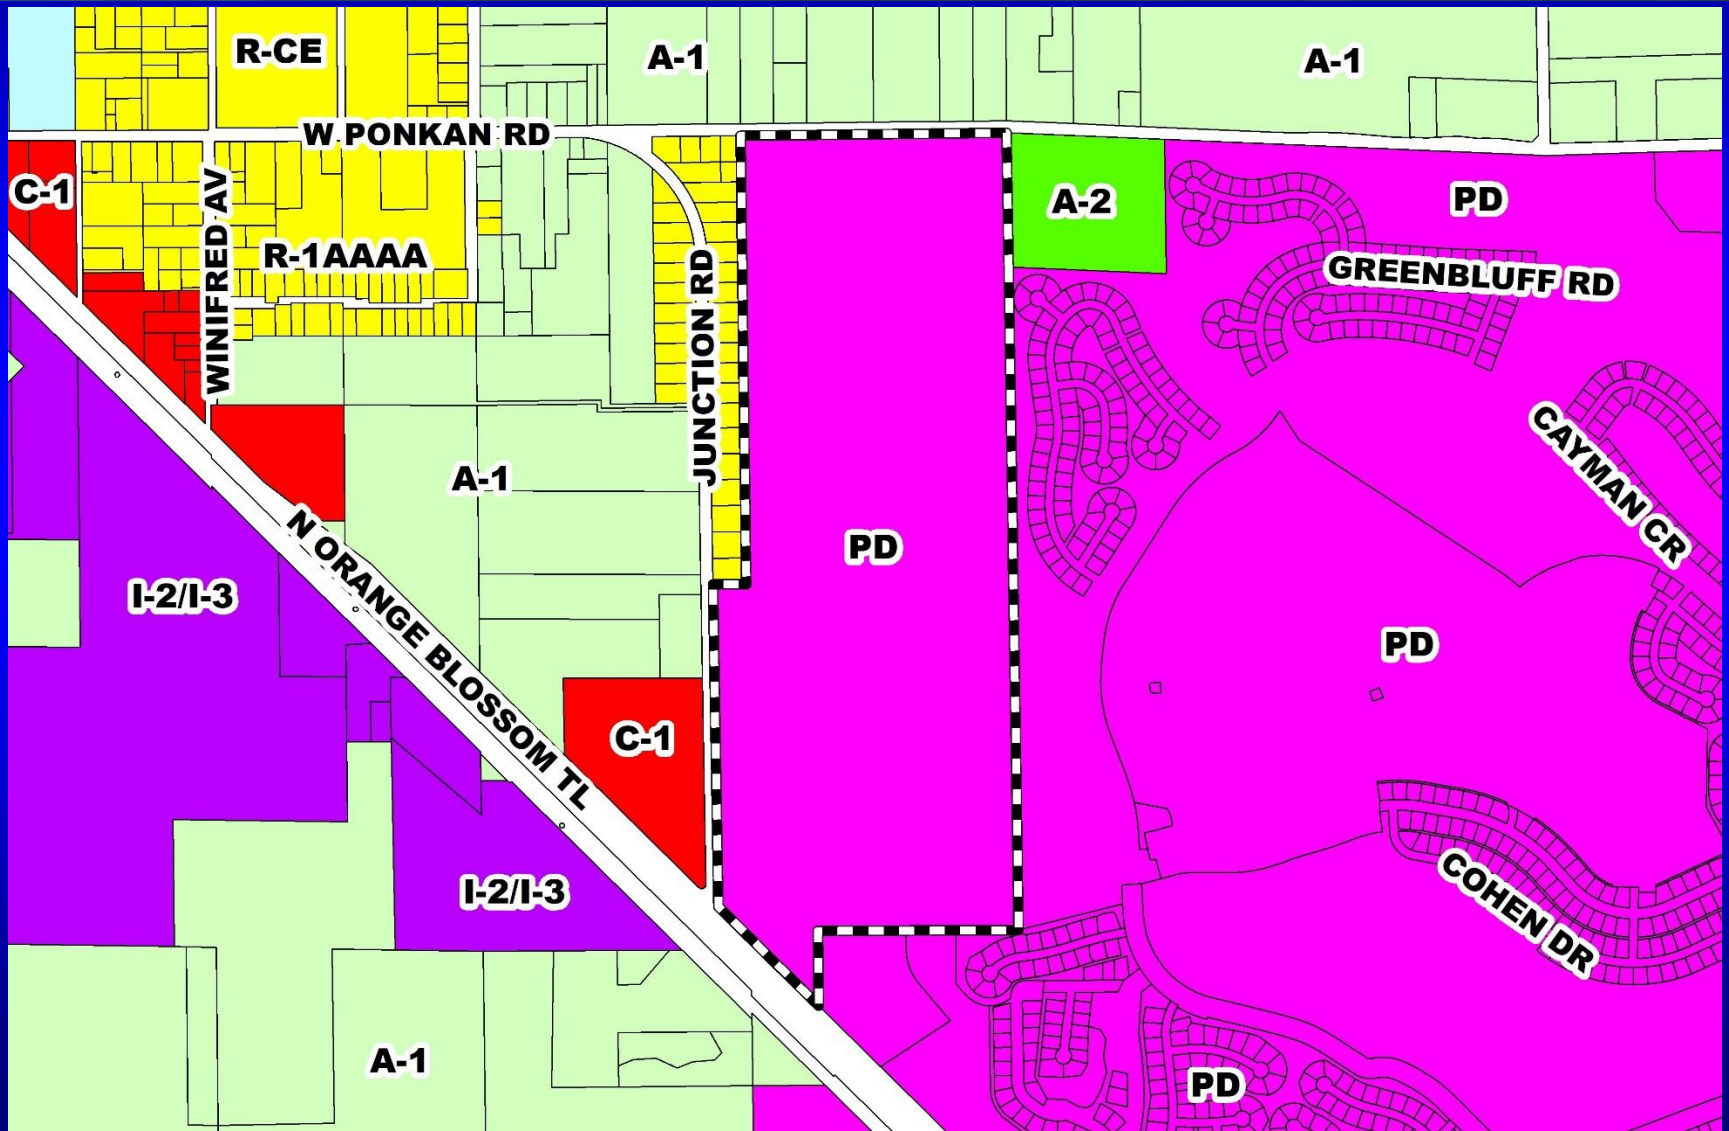 R-CE
A-1
A-1
W PONKAN RD
C-1
WINIFRED AV
R-1AAAA
A-2
PD
GREENBLUFF RD
JUNCTION RD
A-1
CAYMAN CR
PD
I-2/I-3
N ORANGE BLOSSOM TL
PD
C-1
I-2/I-3
COHEN DR
A-1
PD